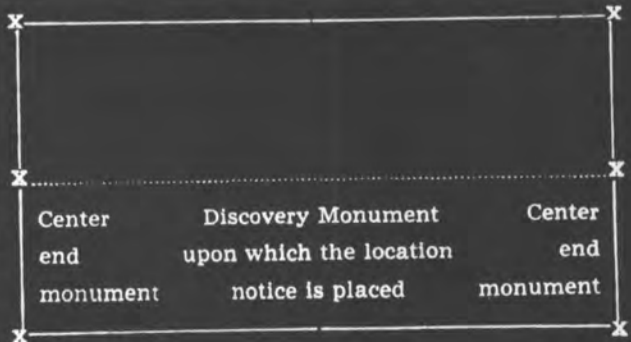 X X
X X
Center Discovery Monument Center
end upon which the location end
monument notice is placed monument
X X